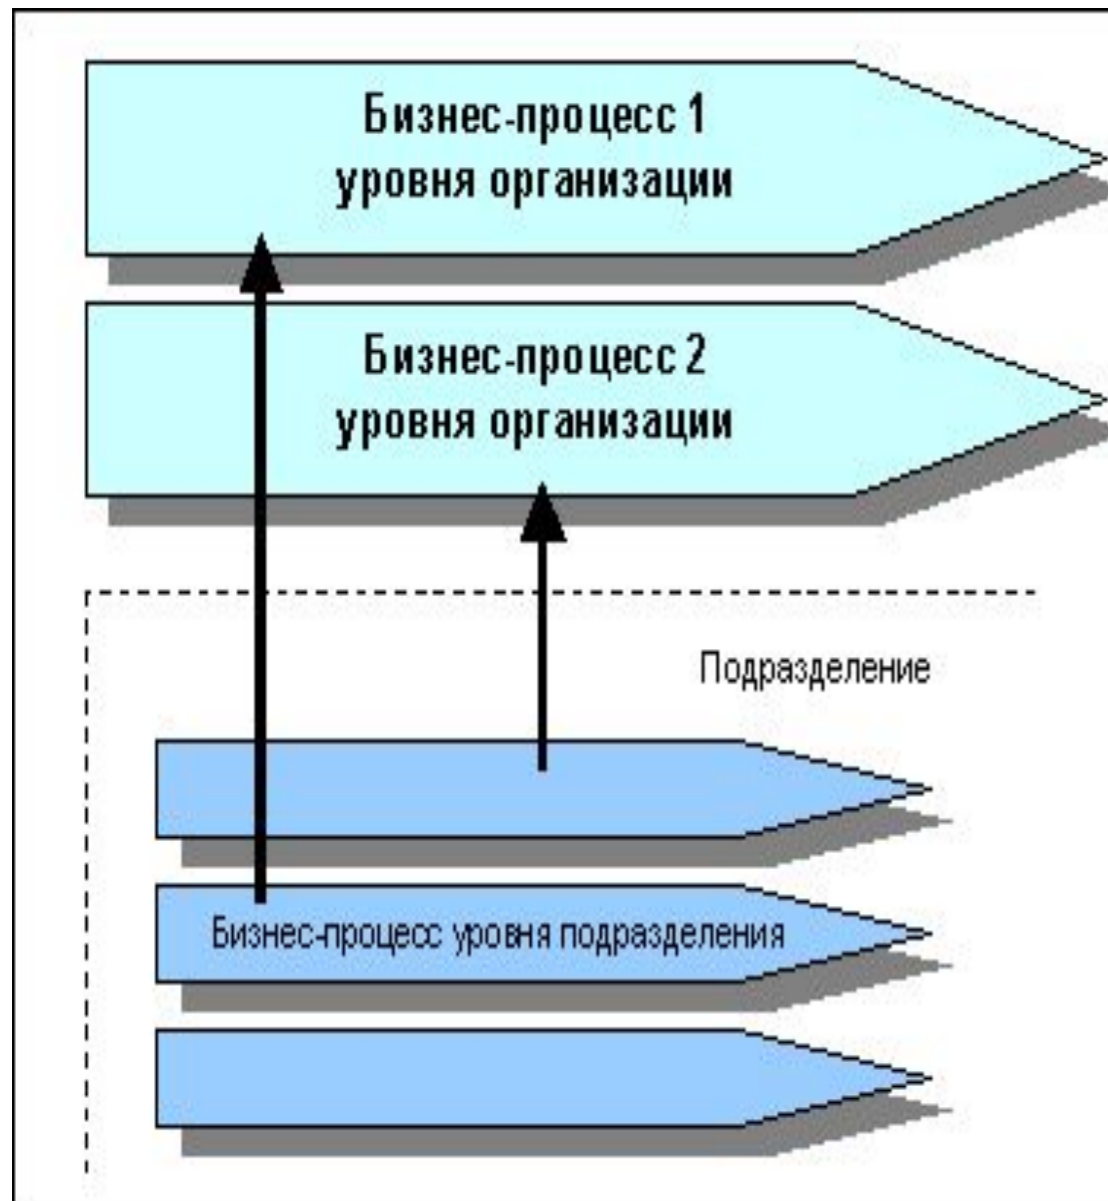 Бизнес-процесс 1
уровня организации
Бизнес-процесс 2
уровня организации
Подразделение
Бизнес-процесс уровня подразделения